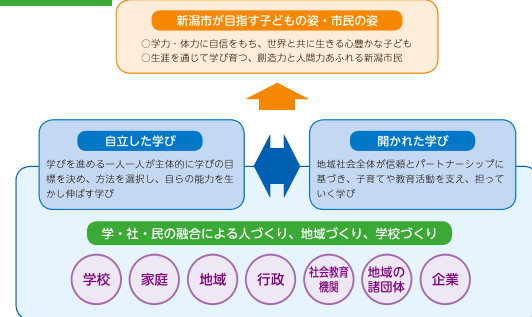 新潟市が目指す子どもの姿・市民の姿
○学力・体力に自信をもち、世界と共に生きる心豊かな子ども
○生涯を通じて学び育つ、創造力と人間力あふれる新潟市民
自立した学び
学びを進める一人一人が主体的に学びの目
標を決め、方法を選択し、自らの能力を生
かし伸ばす学び
開かれた学び
地域社会全体が信頼とパートナーシップに
基づき、子育てや教育活動を支え、担って
いく学び
学・社・民の融合による人づくり、地域づくり、学校づくり
学校
家庭
地域
行政
社会教育
機関
地域の
諸団体
企業